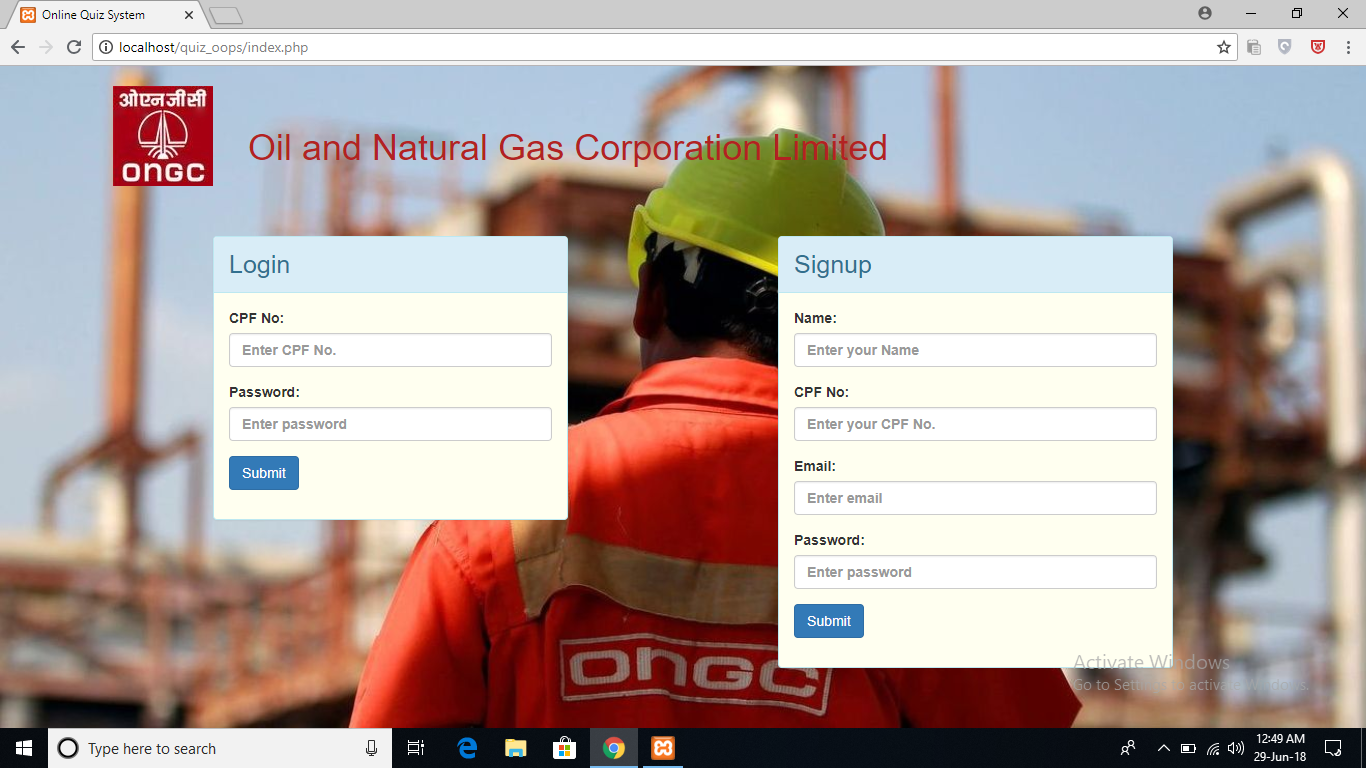 Online Quiz System
localhost/quiz_oops/index.php
ओएनजीसी
ONGC
Oil and Natural Gas Corporation Limited
Login
CPF No:
Enter CPF No.
Password:
Enter password
Submit
Signup
Name:
Enter your Name
CPF No:
Enter your CPF No.
Email:
Enter email
Password:
Enter password
Submit
ONGC
Activate Windows
Go to Settings to activate Windows.
Type here to search
12:49 AM
29-Jun-18